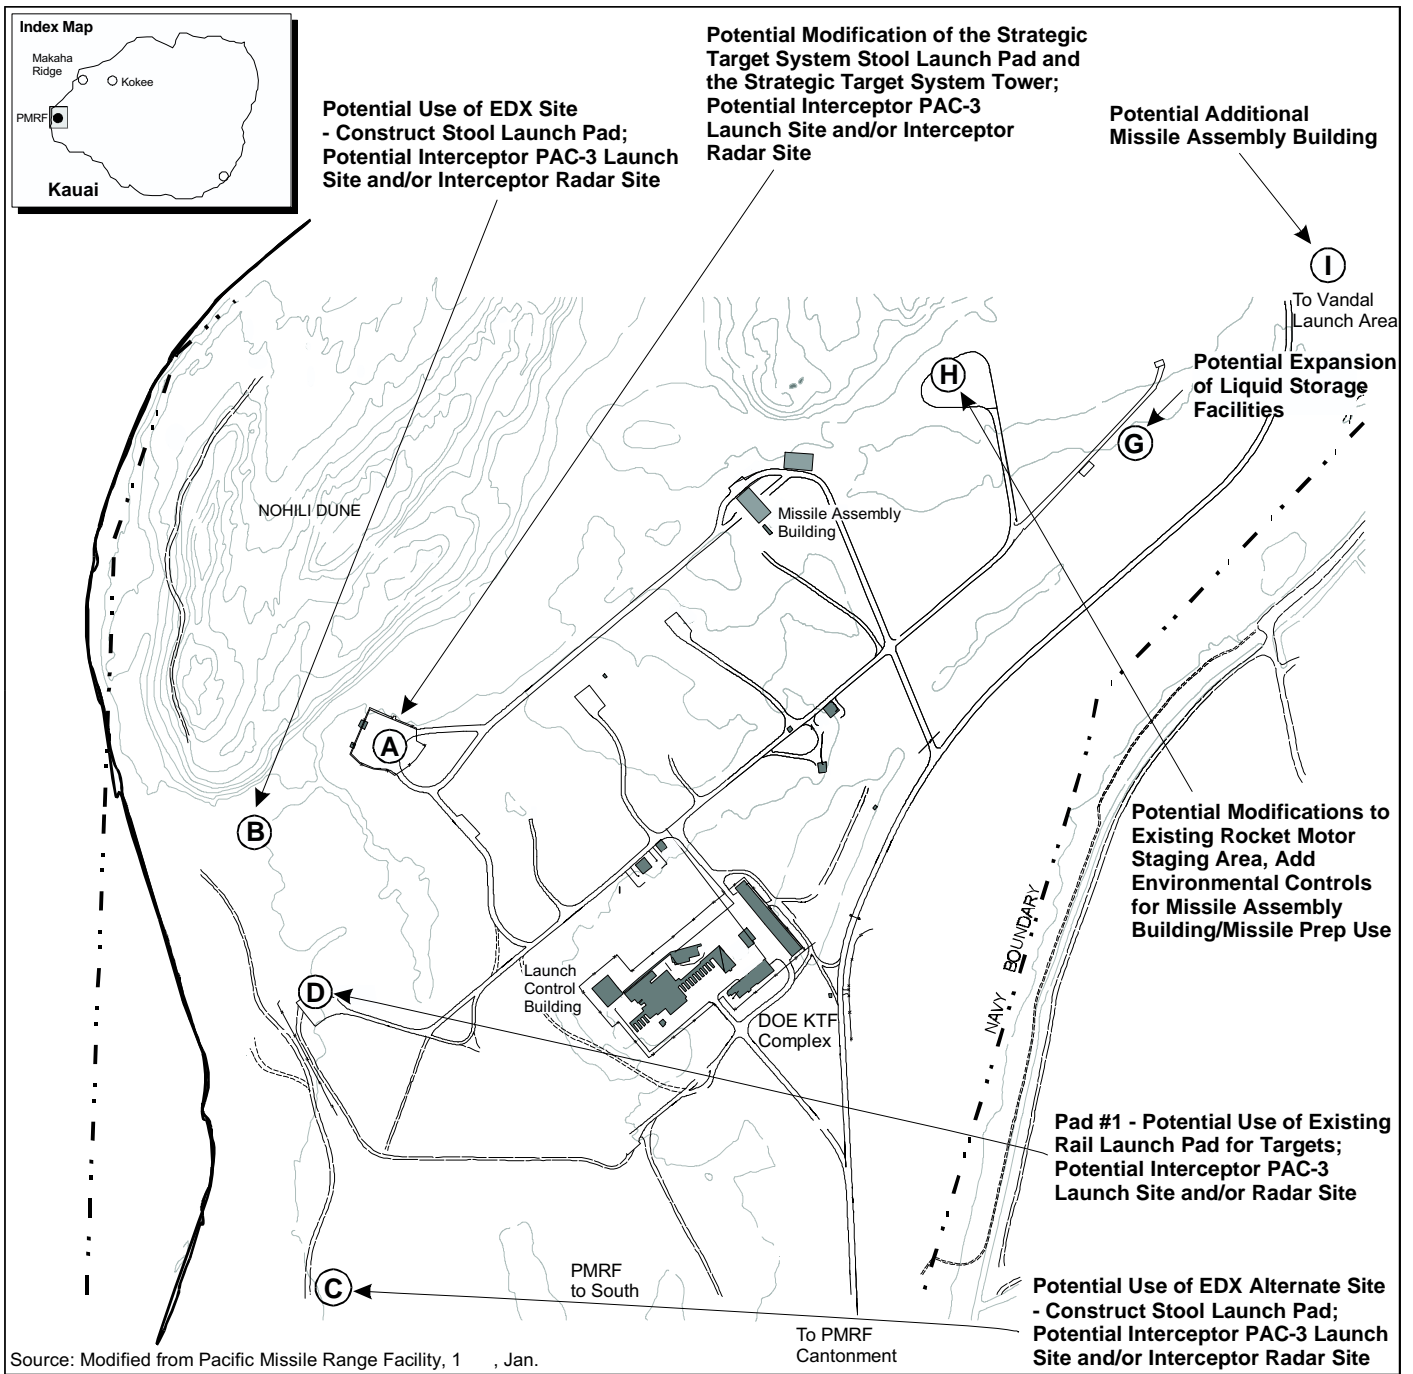 Index Map
Makaha
Ridge
Kokee
PMRF
Kauai
Potential Use of EDX Site
- Construct Stool Launch Pad;
Potential Interceptor PAC-3 Launch
Site and/or Interceptor Radar Site
Potential Modification of the Strategic
Target System Stool Launch Pad and
the Strategic Target System Tower;
Potential Interceptor PAC-3
Launch Site and/or Interceptor
Radar Site
Potential Additional
Missile Assembly Building
I
To Vandal
Launch Area
Potential Expansion
of Liquid Storage
Facilities
H
G
NOHILI DUNE
Missile Assembly
Building
A
B
Potential Modifications to
Existing Rocket Motor
Staging Area, Add
Environmental Controls
for Missile Assembly
Building/Missile Prep Use
NAVY BOUNDARY
D
Launch
Control
Building
DOE KTF
Complex
Pad #1 - Potential Use of Existing
Rail Launch Pad for Targets;
Potential Interceptor PAC-3
Launch Site and/or Radar Site
C
PMRF
to South
Potential Use of EDX Alternate Site
- Construct Stool Launch Pad;
Potential Interceptor PAC-3 Launch
Site and/or Interceptor Radar Site
To PMRF
Cantonment
Source: Modified from Pacific Missile Range Facility, 1 , Jan.